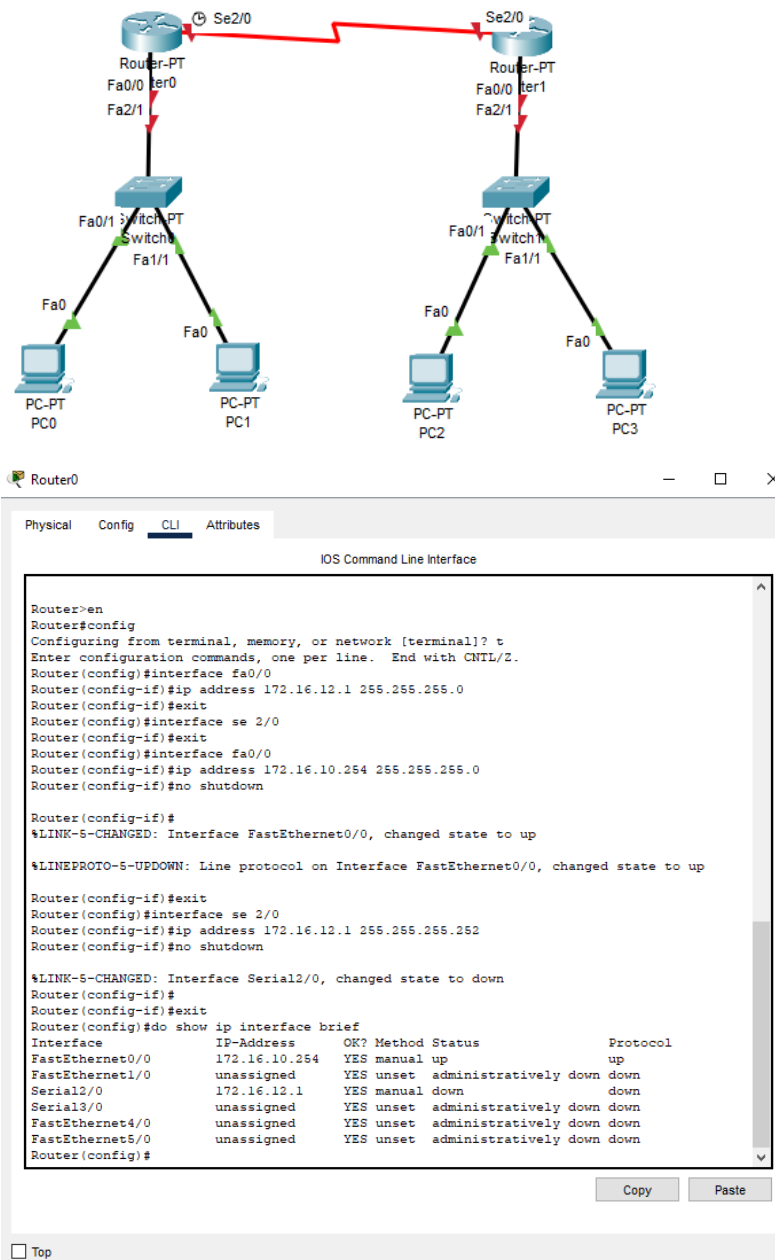 Se2/0
Se2/0
Router-PT
ter0
Fa0/0
Fa2/1
Router-PT
ter1
Fa0/0
Fa2/1
Fa0/1
Switch-PT
Fa1/1
Fa0/1
Switch1
Fa1/1
Fa0
Fa0
Fa0
Fa0
PC-PT
PC0
PC-PT
PC1
PC-PT
PC2
PC-PT
PC3
Router0
Physical Config CLI Attributes
IOS Command Line Interface
Router>en
Router#config
Configuring from terminal, memory, or network [terminal]? t
Enter configuration commands, one per line. End with CNTL/Z.
Router(config)#interface fa0/0
Router(config-if)#ip address 172.16.12.1 255.255.255.0
Router(config-if)#exit
Router(config)#interface se 2/0
Router(config-if)#exit
Router(config)#interface fa0/0
Router(config-if)#ip address 172.16.10.254 255.255.255.0
Router(config-if)#no shutdown
Router(config-if)#
%LINK-5-CHANGED: Interface FastEthernet0/0, changed state to up
%LINEPROTO-5-UPDOWN: Line protocol on Interface FastEthernet0/0, changed state to up
Router(config-if)#exit
Router(config)#interface se 2/0
Router(config-if)#ip address 172.16.12.1 255.255.255.252
Router(config-if)#no shutdown
%LINK-5-CHANGED: Interface Serial2/0, changed state to down
Router(config-if)#
Router(config-if)#exit
Router(config)#do show ip interface brief
Interface IP-Address OK? Method Status Protocol
FastEthernet0/0 172.16.10.254 YES manual up up
FastEthernet1/0 unassigned YES unset administratively down down
Serial2/0 172.16.12.1 YES manual down down
Serial3/0 unassigned YES unset administratively down down
FastEthernet4/0 unassigned YES unset administratively down down
FastEthernet5/0 unassigned YES unset administratively down down
Router(config)#
Copy Paste
Top